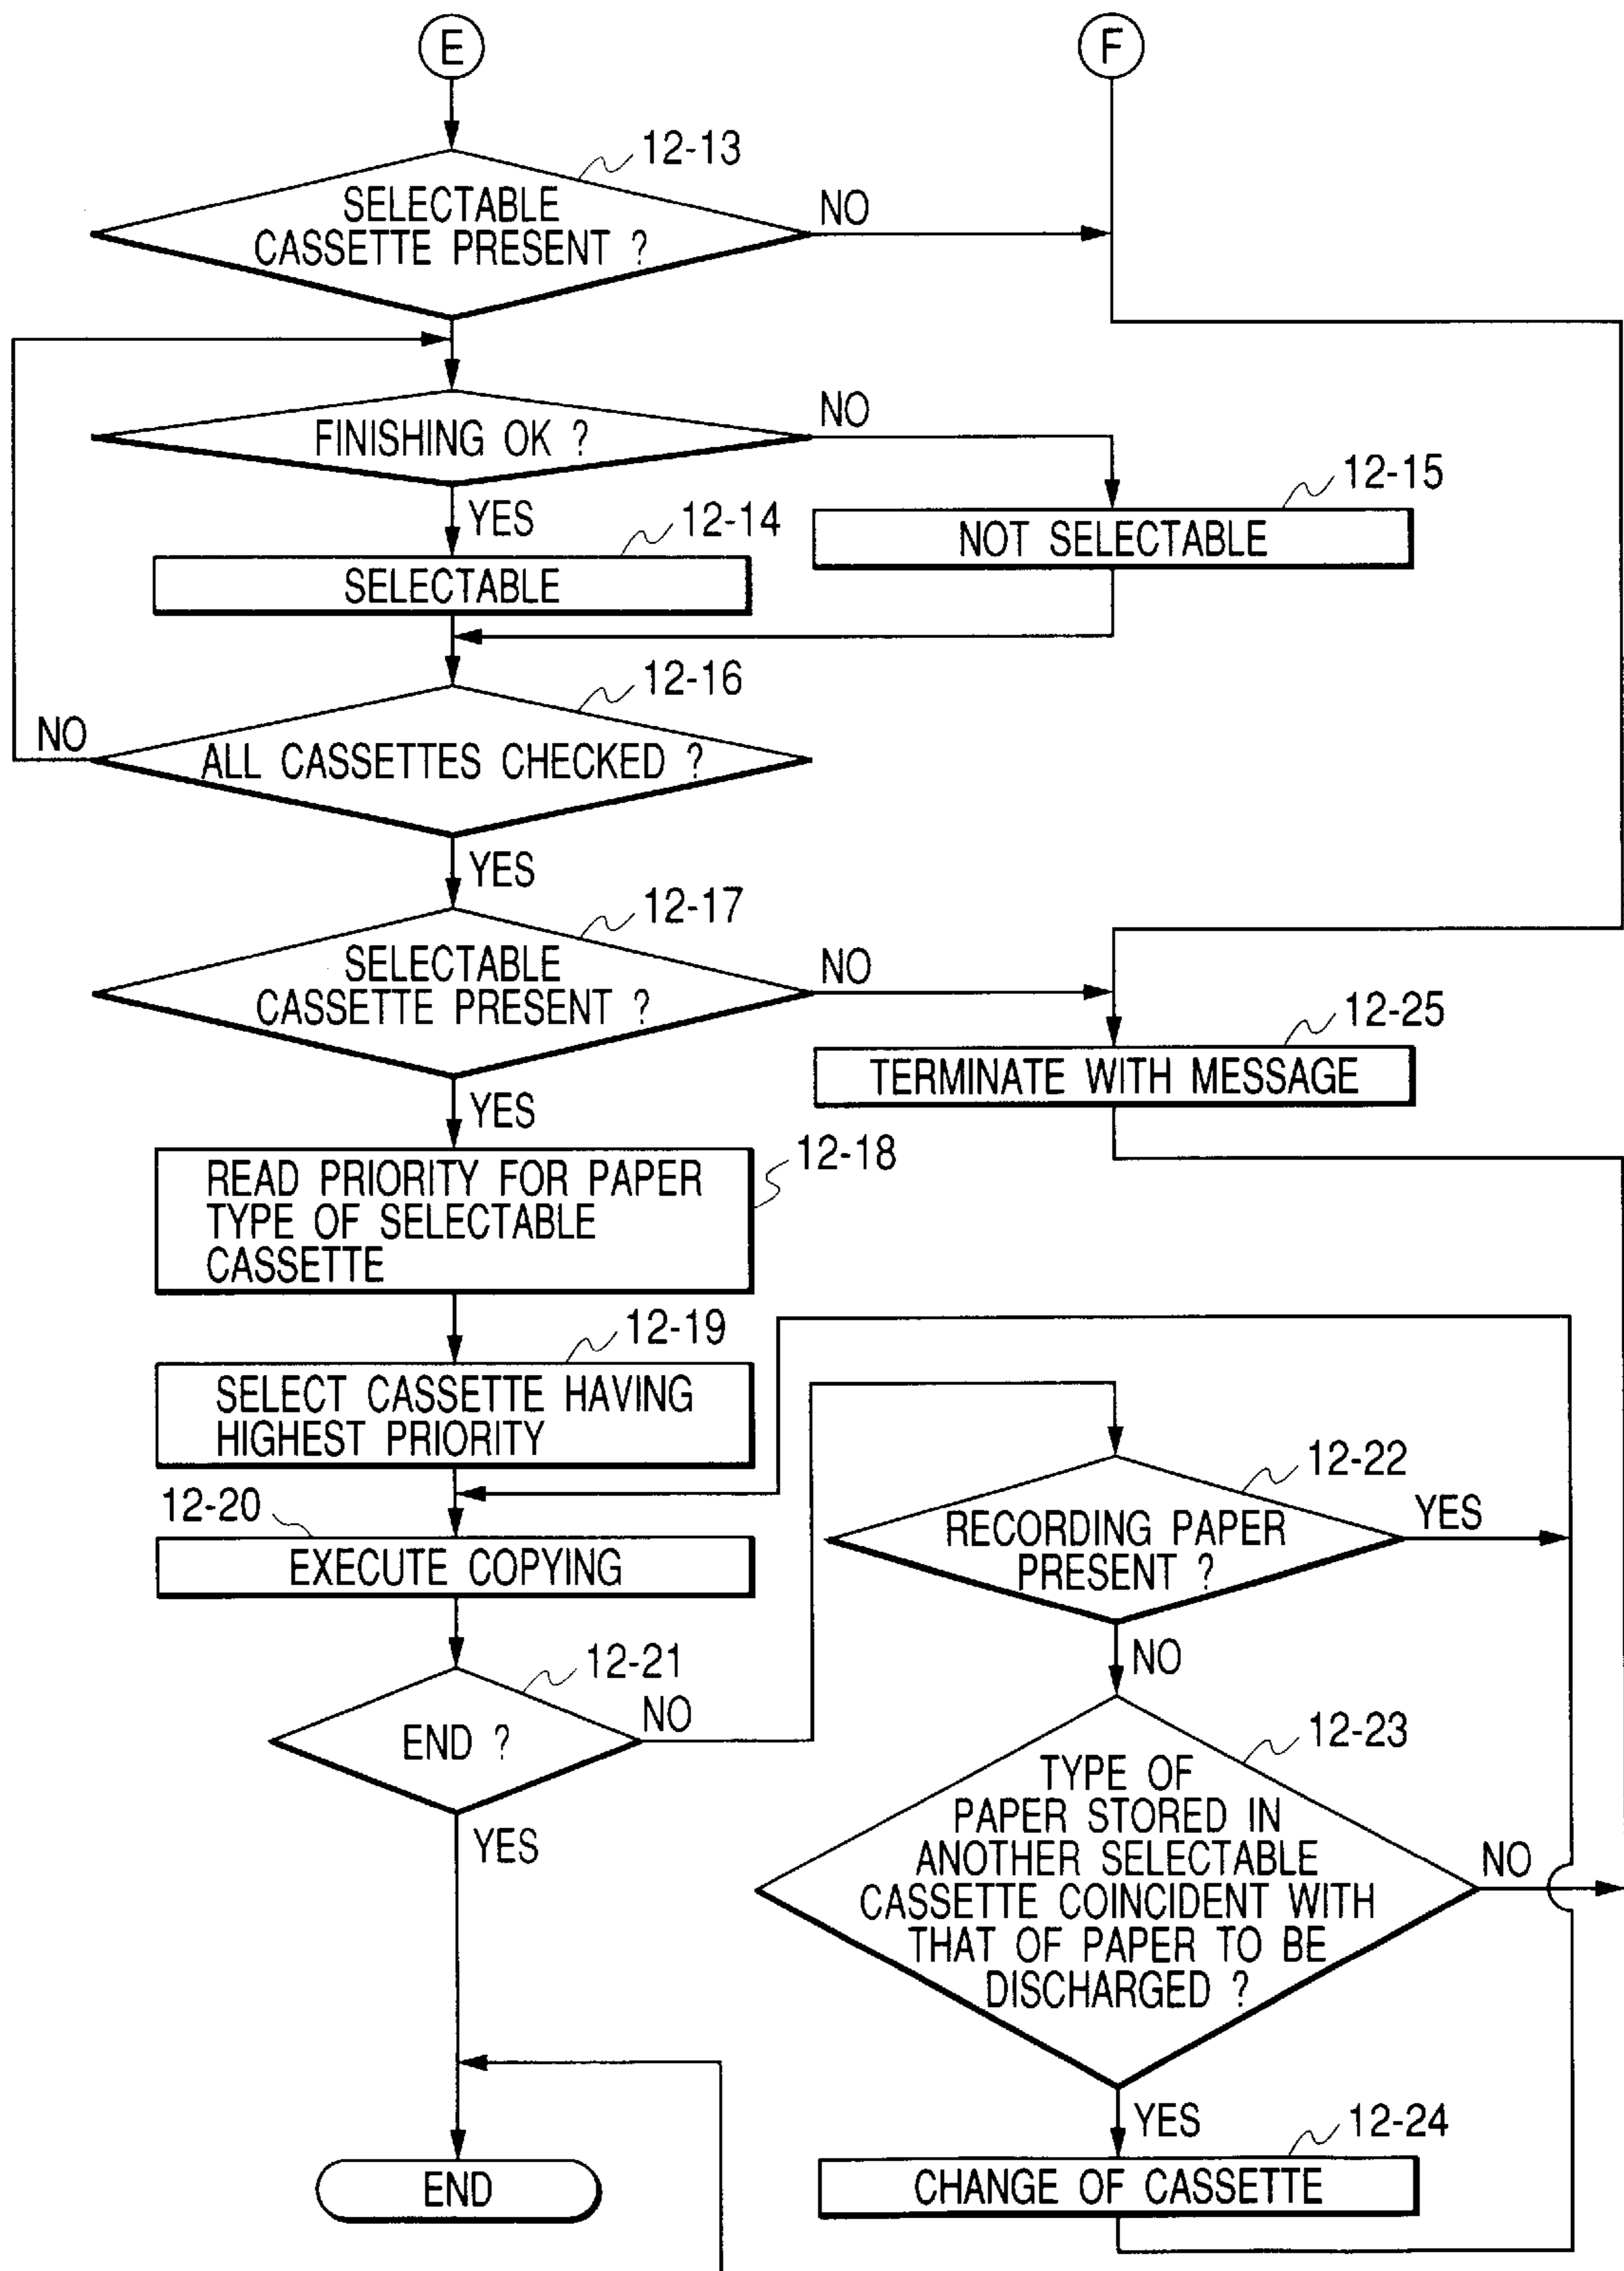 E
F
12-13
SELECTABLE
CASSETTE PRESENT ?
NO
FINISHING OK ?
NO
YES
12-14
SELECTABLE
12-15
NOT SELECTABLE
12-16
NO
ALL CASSETTES CHECKED ?
YES
12-17
SELECTABLE
CASSETTE PRESENT ?
NO
12-25
TERMINATE WITH MESSAGE
YES
12-18
READ PRIORITY FOR PAPER
TYPE OF SELECTABLE
CASSETTE
12-19
SELECT CASSETTE HAVING
HIGHEST PRIORITY
12-20
EXECUTE COPYING
12-21
END ?
NO
YES
12-22
RECORDING PAPER
PRESENT ?
YES
NO
12-23
TYPE OF
PAPER STORED IN
ANOTHER SELECTABLE
CASSETTE COINCIDENT WITH
THAT OF PAPER TO BE
DISCHARGED ?
NO
YES
12-24
CHANGE OF CASSETTE
END